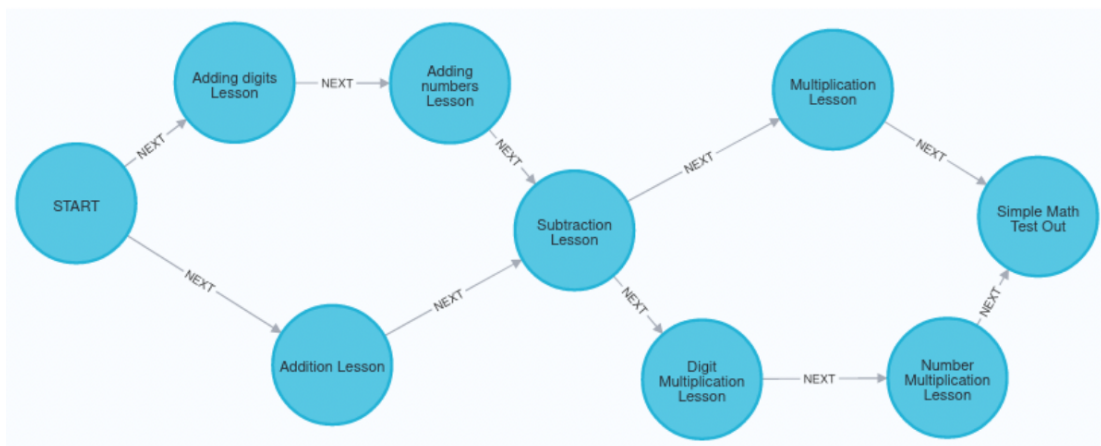 START
NEXT
Adding digits
Lesson
NEXT
Adding
numbers
Lesson
NEXT
NEXT
Addition Lesson
NEXT
Subtraction
Lesson
NEXT
Multiplication
Lesson
NEXT
NEXT
Digit
Multiplication
Lesson
NEXT
Number
Multiplication
Lesson
NEXT
Simple Math
Test Out